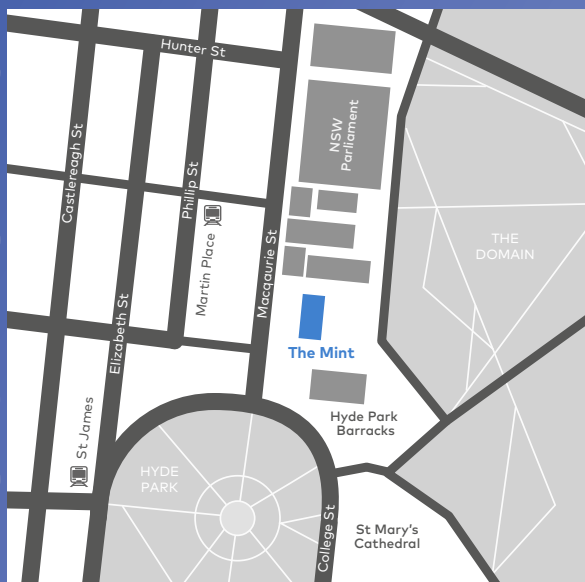 Hunter St
Castlereagh St
Phillip St
NSW
Parliament
Martin Place
Macqaurie St
THE
DOMAIN
Elizabeth St
The Mint
St James
Hyde Park
Barracks
HYDE
PARK
College St
St Mary's
Cathedral